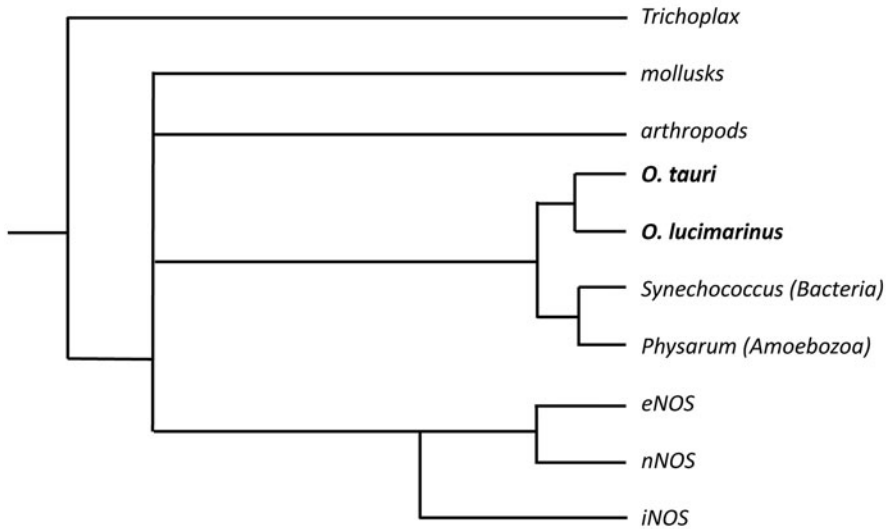 Trichoplax
mollusks
arthropods
O. tauri
O. lucimarinus
Synechococcus (Bacteria)
Physarum (Amoebozoa)
eNOS
nNOS
iNOS